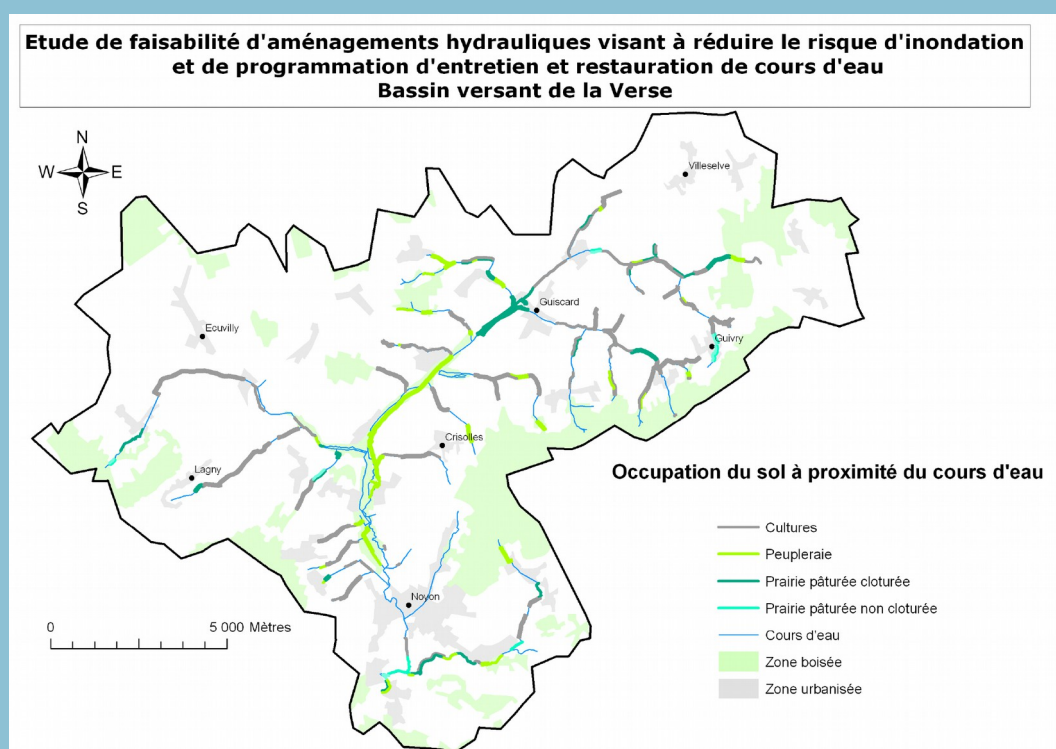 Etude de faisabilité d'aménagements hydrauliques visant à réduire le risque d'inondation
et de programmation d'entretien et restauration de cours d'eau
Bassin versant de la Verse
N
W E
S
Villeselve
Guiscard
Ecuvilly
Guivry
Crisolles
Lagny
Noyon
Occupation du sol à proximité du cours d'eau
Cultures
Peupleraie
Prairie pâturée cloturée
Prairie pâturée non cloturée
Cours d'eau
Zone boisée
Zone urbanisée
0 5 000 Mètres